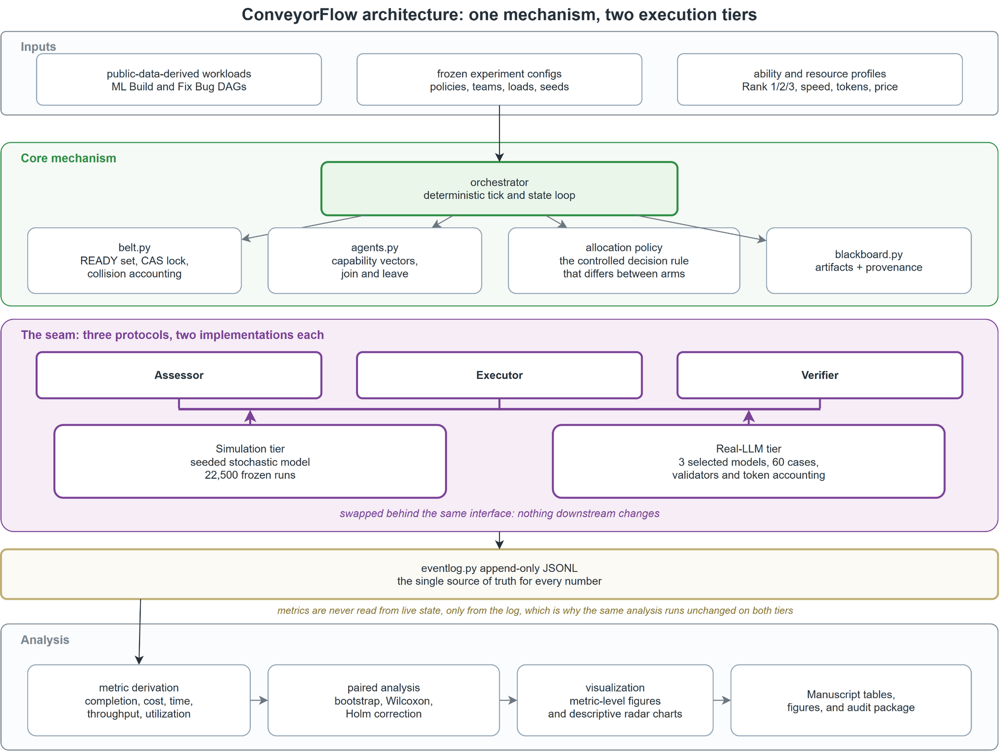 ConveyorFlow architecture: one mechanism, two execution tiers
Inputs
public-data-derived workloads
ML Build and Fix Bug DAGs
frozen experiment configs
policies, teams, loads, seeds
ability and resource profiles
Rank 1/2/3, speed, tokens, price
Core mechanism
orchestrator
deterministic tick and state loop
belt.py
READY set, CAS lock,
collision accounting
agents.py
capability vectors,
join and leave
allocation policy
the controlled decision rule
that differs between arms
blackboard.py
artifacts + provenance
The seam: three protocols, two implementations each
Assessor
Executor
Verifier
Simulation tier
seeded stochastic model
22,500 frozen runs
Real-LLM tier
3 selected models, 60 cases,
validators and token accounting
swapped behind the same interface: nothing downstream changes
eventlog.py append-only JSONL
the single source of truth for every number
metrics are never read from live state, only from the log, which is why the same analysis runs unchanged on both tiers
Analysis
metric derivation
completion, cost, time,
throughput, utilization
paired analysis
bootstrap, Wilcoxon,
Holm correction
visualization
metric-level figures
and descriptive radar charts
Manuscript tables,
figures, and audit package